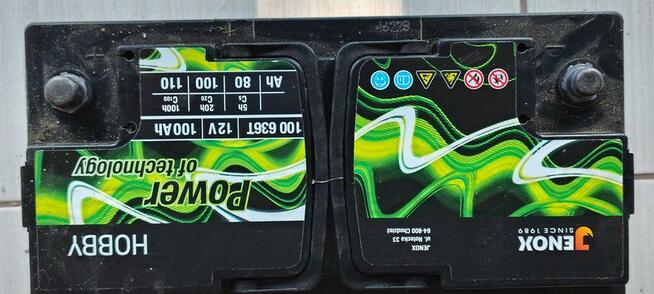 JENOX
SINCE 1989
JENOX
ul. Notecka 33
64-800 Chodzież
HOBBY
Power
of technology
100 636T 12V 100Ah
5h 20h 100h
C5 C20 C100
Ah 80 100 110